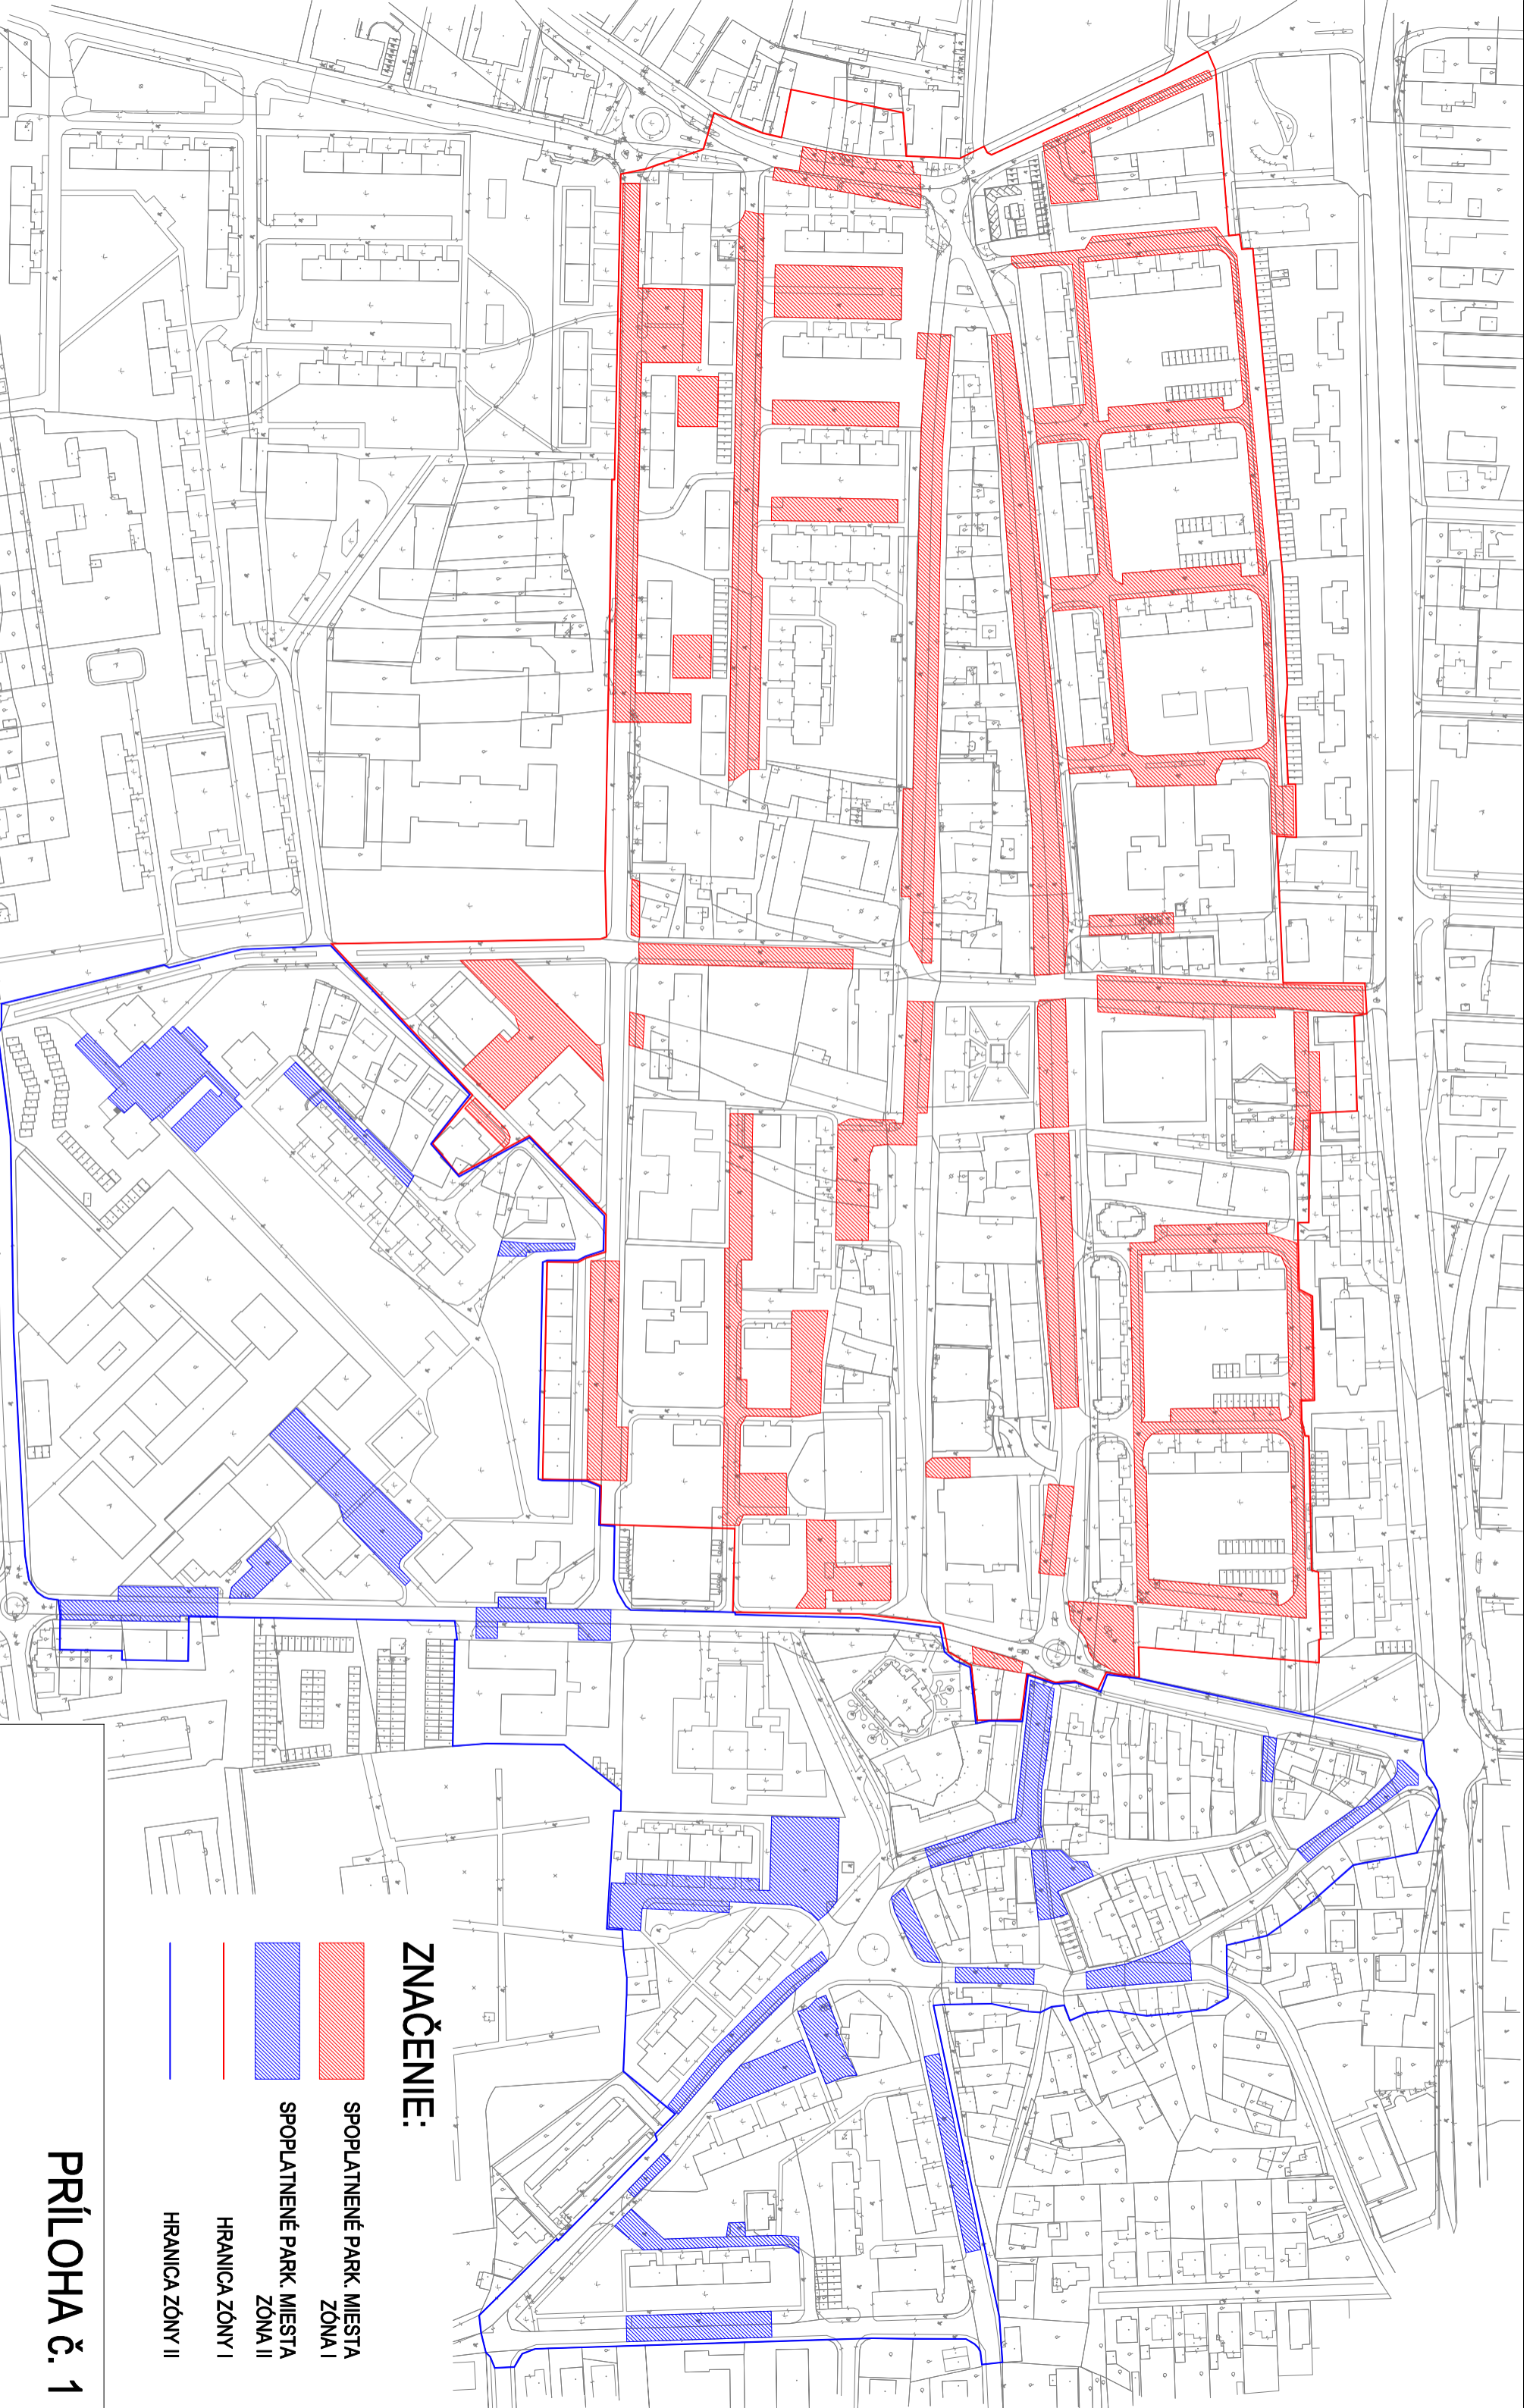 ZNAČENIE:
SPOPLATNENÉ PARK. MIESTA
ZÓNA I
SPOPLATNENÉ PARK. MIESTA
ZÓNA II
HRANICA ZÓNY I
HRANICA ZÓNY II
PRÍLOHA č. 1